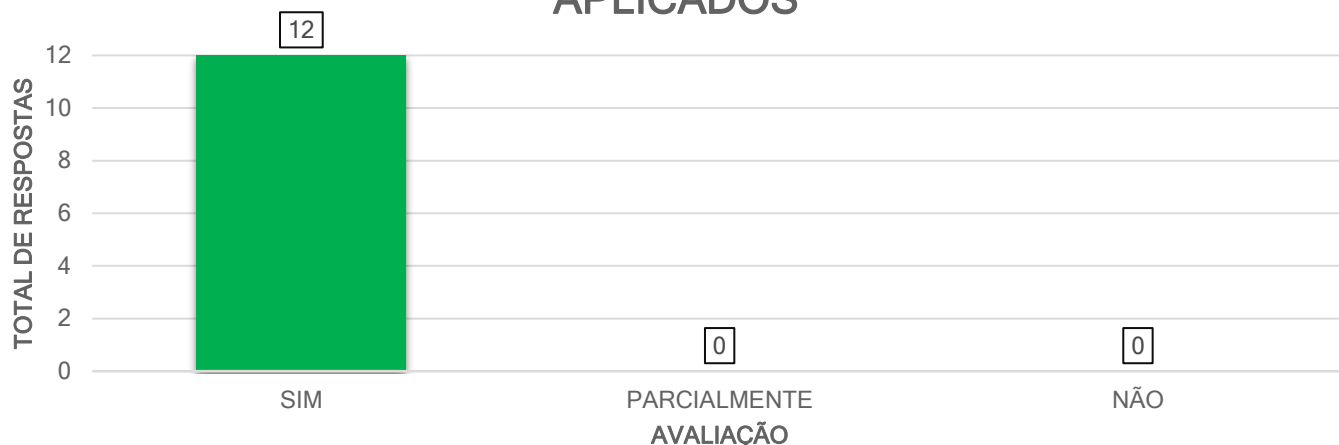 APLICADOS
12
12
10
8
6
4
2
0
TOTAL DE RESPOSTAS
0
0
SIM
PARCIALMENTE
NÃO
AVALIAÇÃO